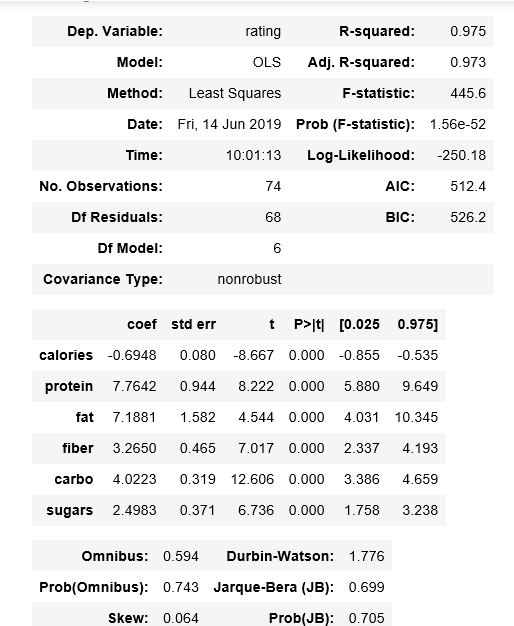 Dep. Variable: rating R-squared: 0.975
Model: OLS Adj. R-squared: 0.973
Method: Least Squares F-statistic: 445.6
Date: Fri, 14 Jun 2019 Prob (F-statistic): 1.56e-52
Time: 10:01:13 Log-Likelihood: -250.18
No. Observations: 74 AIC: 512.4
Df Residuals: 68 BIC: 526.2
Df Model: 6
Covariance Type: nonrobust
coef std err t P>|t| [0.025 0.975]
calories -0.6948 0.080 -8.667 0.000 -0.855 -0.535
protein 7.7642 0.944 8.222 0.000 5.880 9.649
fat 7.1881 1.582 4.544 0.000 4.031 10.345
fiber 3.2650 0.465 7.017 0.000 2.337 4.193
carbo 4.0223 0.319 12.606 0.000 3.386 4.659
sugars 2.4983 0.371 6.736 0.000 1.758 3.238
Omnibus: 0.594 Durbin-Watson: 1.776
Prob(Omnibus): 0.743 Jarque-Bera (JB): 0.699
Skew: 0.064 Prob(JB): 0.705